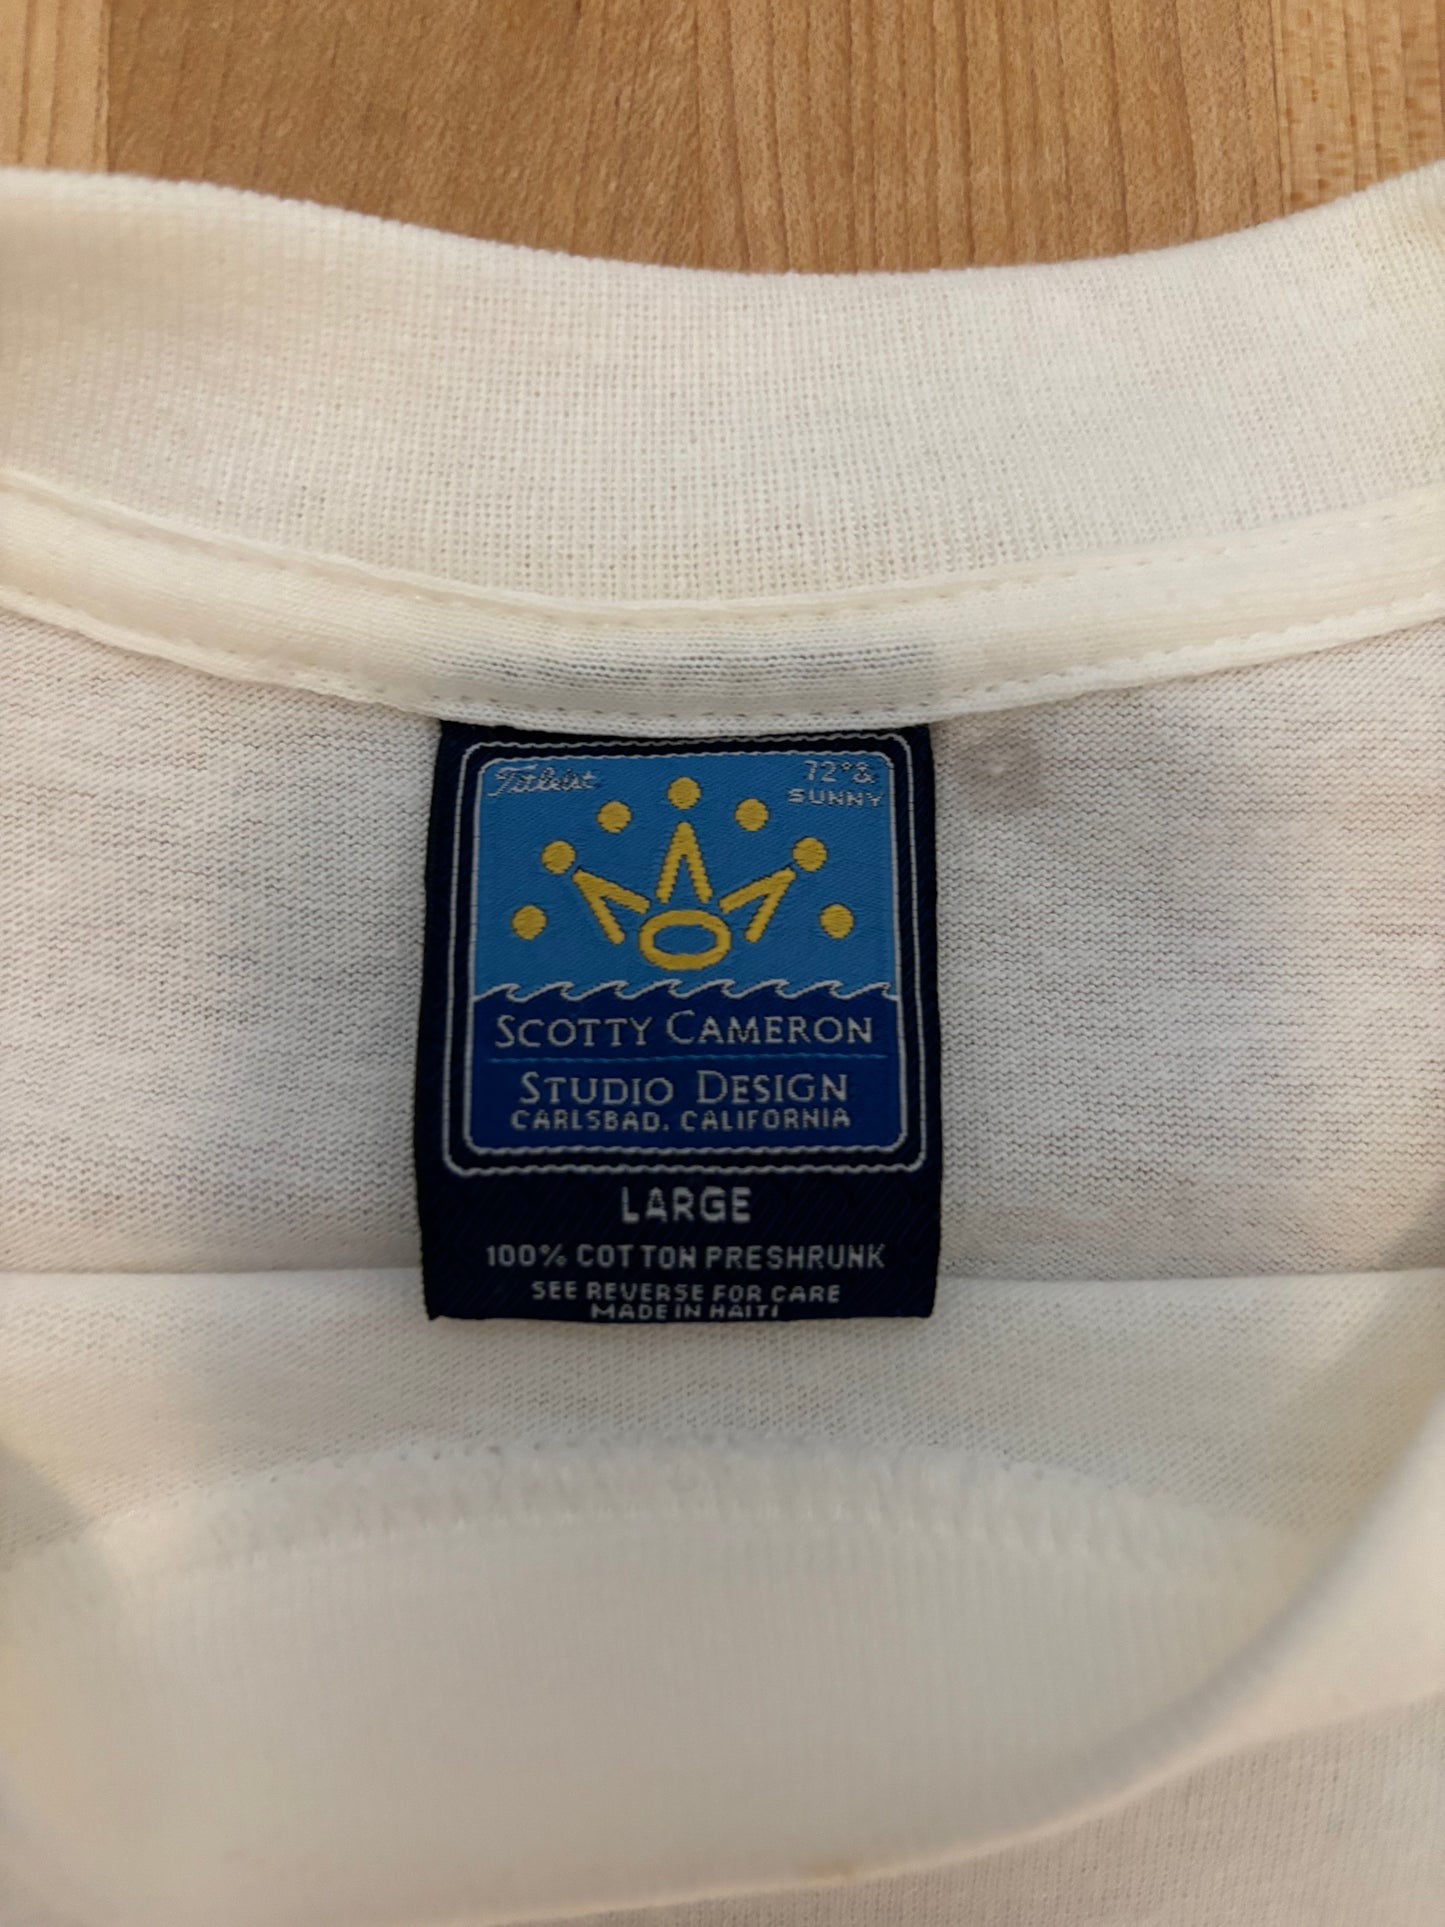 Titleist
72° &
SUNNY
SCOTTY CAMERON
STUDIO DESIGN
CARLSBAD, CALIFORNIA
LARGE
100% COTTON PRESHRUNK
SEE REVERSE FOR CARE
MADE IN HAITI